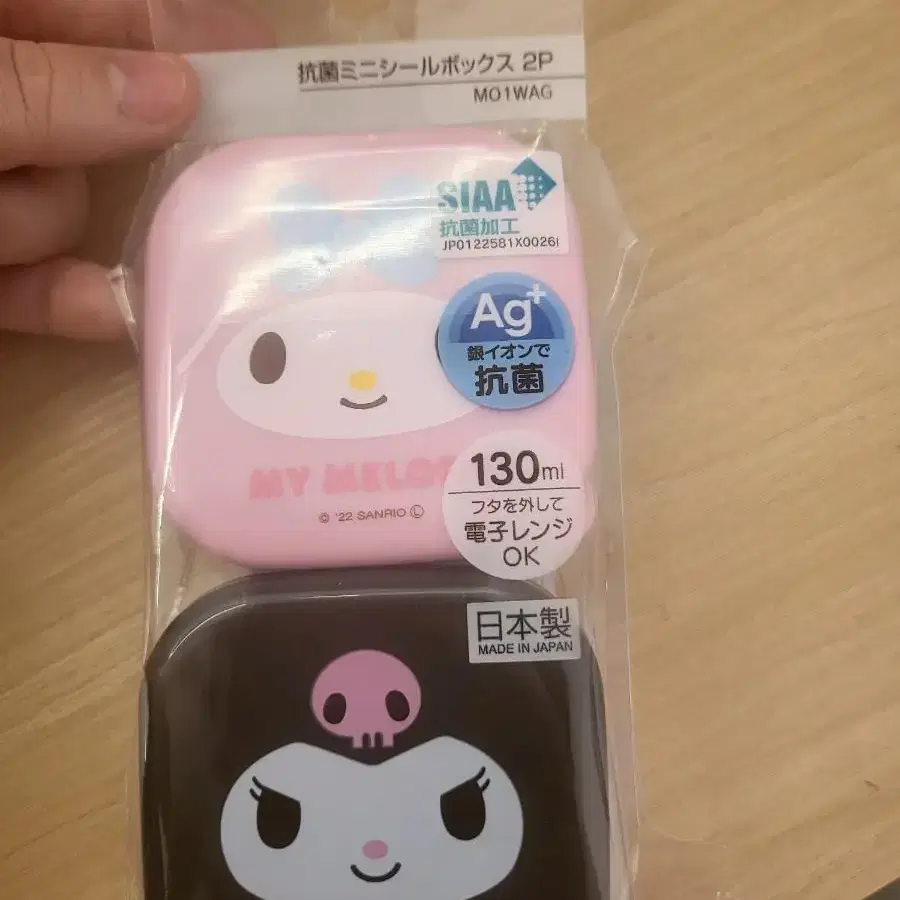 抗菌ミニシールボックス 2P
MO1WAG
SIAA
抗菌加工
JP0122581X0026I
Ag+
銀イオンで
抗菌
130ml
フタを外して
電子レンジ
OK
MY MELO
© '22 SANRIO Ⓛ
日本製
MADE IN JAPAN